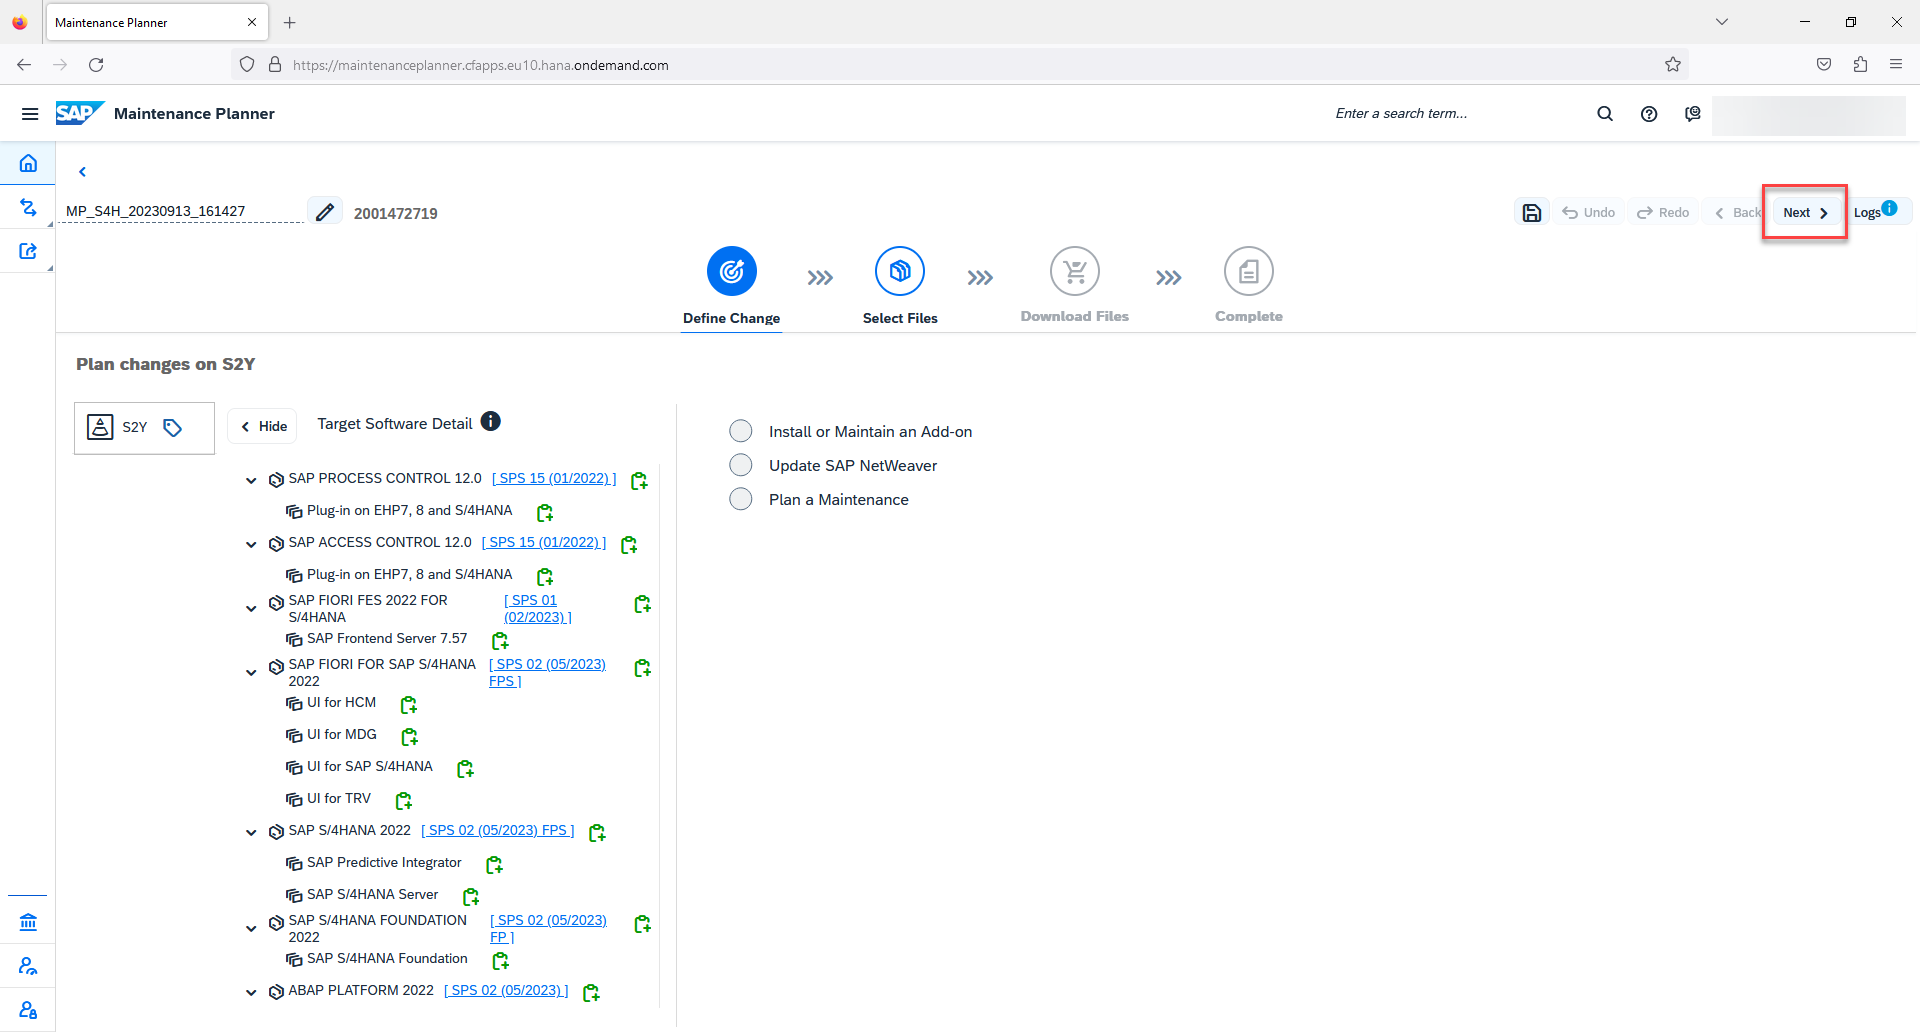 Maintenance Planner
https://maintenanceplanner.cfapps.eu10.hana.ondemand.com
SAP Maintenance Planner
Enter a search term...
MP_S4H_20230913_161427
2001472719
Undo
Redo
Back
Next
Logs
Define Change
Select Files
Download Files
Complete
Plan changes on S2Y
S2Y
Hide
Target Software Detail
SAP PROCESS CONTROL 12.0 [ SPS 15 (01/2022) ]
Plug-in on EHP7, 8 and S/4HANA
SAP ACCESS CONTROL 12.0 [ SPS 15 (01/2022) ]
Plug-in on EHP7, 8 and S/4HANA
SAP FIORI FES 2022 FOR [ SPS 01
S/4HANA (02/2023) ]
SAP Frontend Server 7.57
SAP FIORI FOR SAP S/4HANA [ SPS 02 (05/2023)
2022 FPS ]
UI for HCM
UI for MDG
UI for SAP S/4HANA
UI for TRV
SAP S/4HANA 2022 [ SPS 02 (05/2023) FPS ]
SAP Predictive Integrator
SAP S/4HANA Server
SAP S/4HANA FOUNDATION [ SPS 02 (05/2023)
2022 FP ]
SAP S/4HANA Foundation
ABAP PLATFORM 2022 [ SPS 02 (05/2023) ]
Install or Maintain an Add-on
Update SAP NetWeaver
Plan a Maintenance